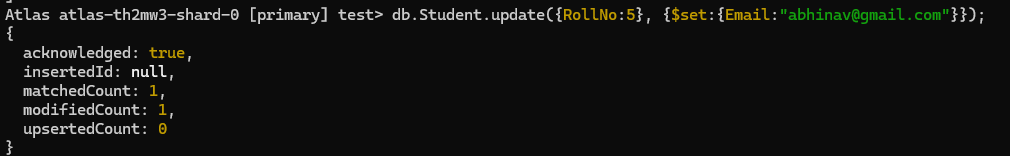 Atlas atlas-th2mw3-shard-0 [primary] test> db.Student.update({RollNo:5}, {$set:{Email:"abhinav@gmail.com"}});
{
  acknowledged: true,
  insertedId: null,
  matchedCount: 1,
  modifiedCount: 1,
  upsertedCount: 0
}